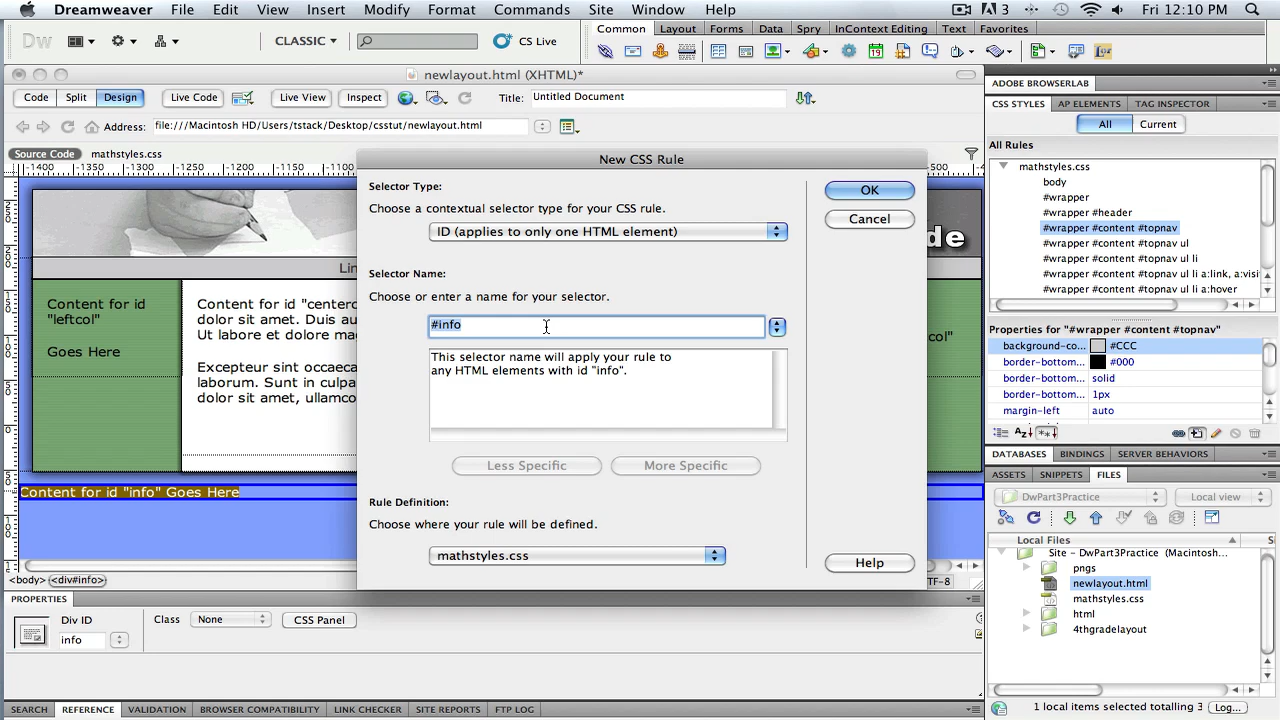 Dreamweaver File Edit View Insert Modify Format Commands Site Window Help 3 Fri 12:10 PM
Dw CLASSIC CS Live Common Layout Forms Data Spry InContext Editing Text Favorites
newlayout.html (XHTML)*
Code Split Design Live Code Live View Inspect Title: Untitled Document
Address: file:///Macintosh HD/Users/tstack/Desktop/csstut/newlayout.html
Source Code mathstyles.css
-1400 -1350 -1300 -1250 -1200
-500
de
Lin
Content for id
"leftcol"
Goes Here
Content for id "centerc
dolor sit amet. Duis au
Ut labore et dolore mac
Excepteur sint occaeca
laborum. Sunt in culpa
dolor sit amet, ullamco
col"
Content for id "info" Goes Here
<body> <div#info>
TF-8
New CSS Rule
Selector Type:
Choose a contextual selector type for your CSS rule.
ID (applies to only one HTML element)
Selector Name:
Choose or enter a name for your selector.
#info
This selector name will apply your rule to
any HTML elements with id "info".
Less Specific More Specific
Rule Definition:
Choose where your rule will be defined.
mathstyles.css
OK
Cancel
Help
PROPERTIES
Div ID
info
Class None CSS Panel
SEARCH REFERENCE VALIDATION BROWSER COMPATIBILITY LINK CHECKER SITE REPORTS FTP LOG
ADOBE BROWSERLAB
CSS STYLES AP ELEMENTS TAG INSPECTOR
All Current
All Rules
mathstyles.css
body
#wrapper
#wrapper #header
#wrapper #content #topnav
#wrapper #content #topnav ul
#wrapper #content #topnav ul li
#wrapper #content #topnav ul li a:link, a:visi
#wrapper #content #topnav ul li a:hover
Properties for "#wrapper #content #topnav"
background-co... #CCC
border-bottom... #000
border-bottom... solid
border-bottom... 1px
margin-left auto
DATABASES BINDINGS SERVER BEHAVIORS
ASSETS SNIPPETS FILES
DwPart3Practice Local view
Local Files S
Site - DwPart3Practice (Macintosh...
pngs
newlayout.html
mathstyles.css
html
4thgradelayout
1 local items selected totalling 3 Log...